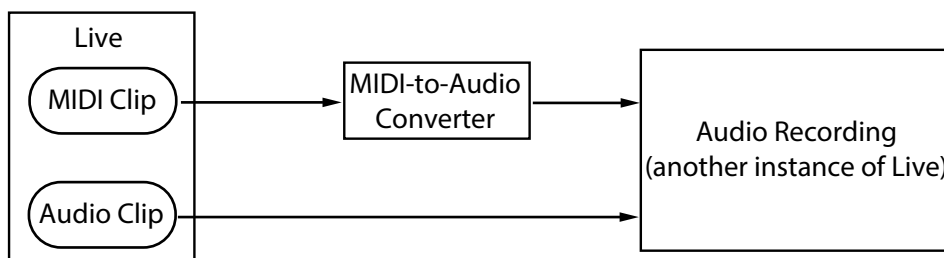 Live
MIDI Clip
MIDI-to-Audio
Converter
Audio Recording
(another instance of Live)
Audio Clip